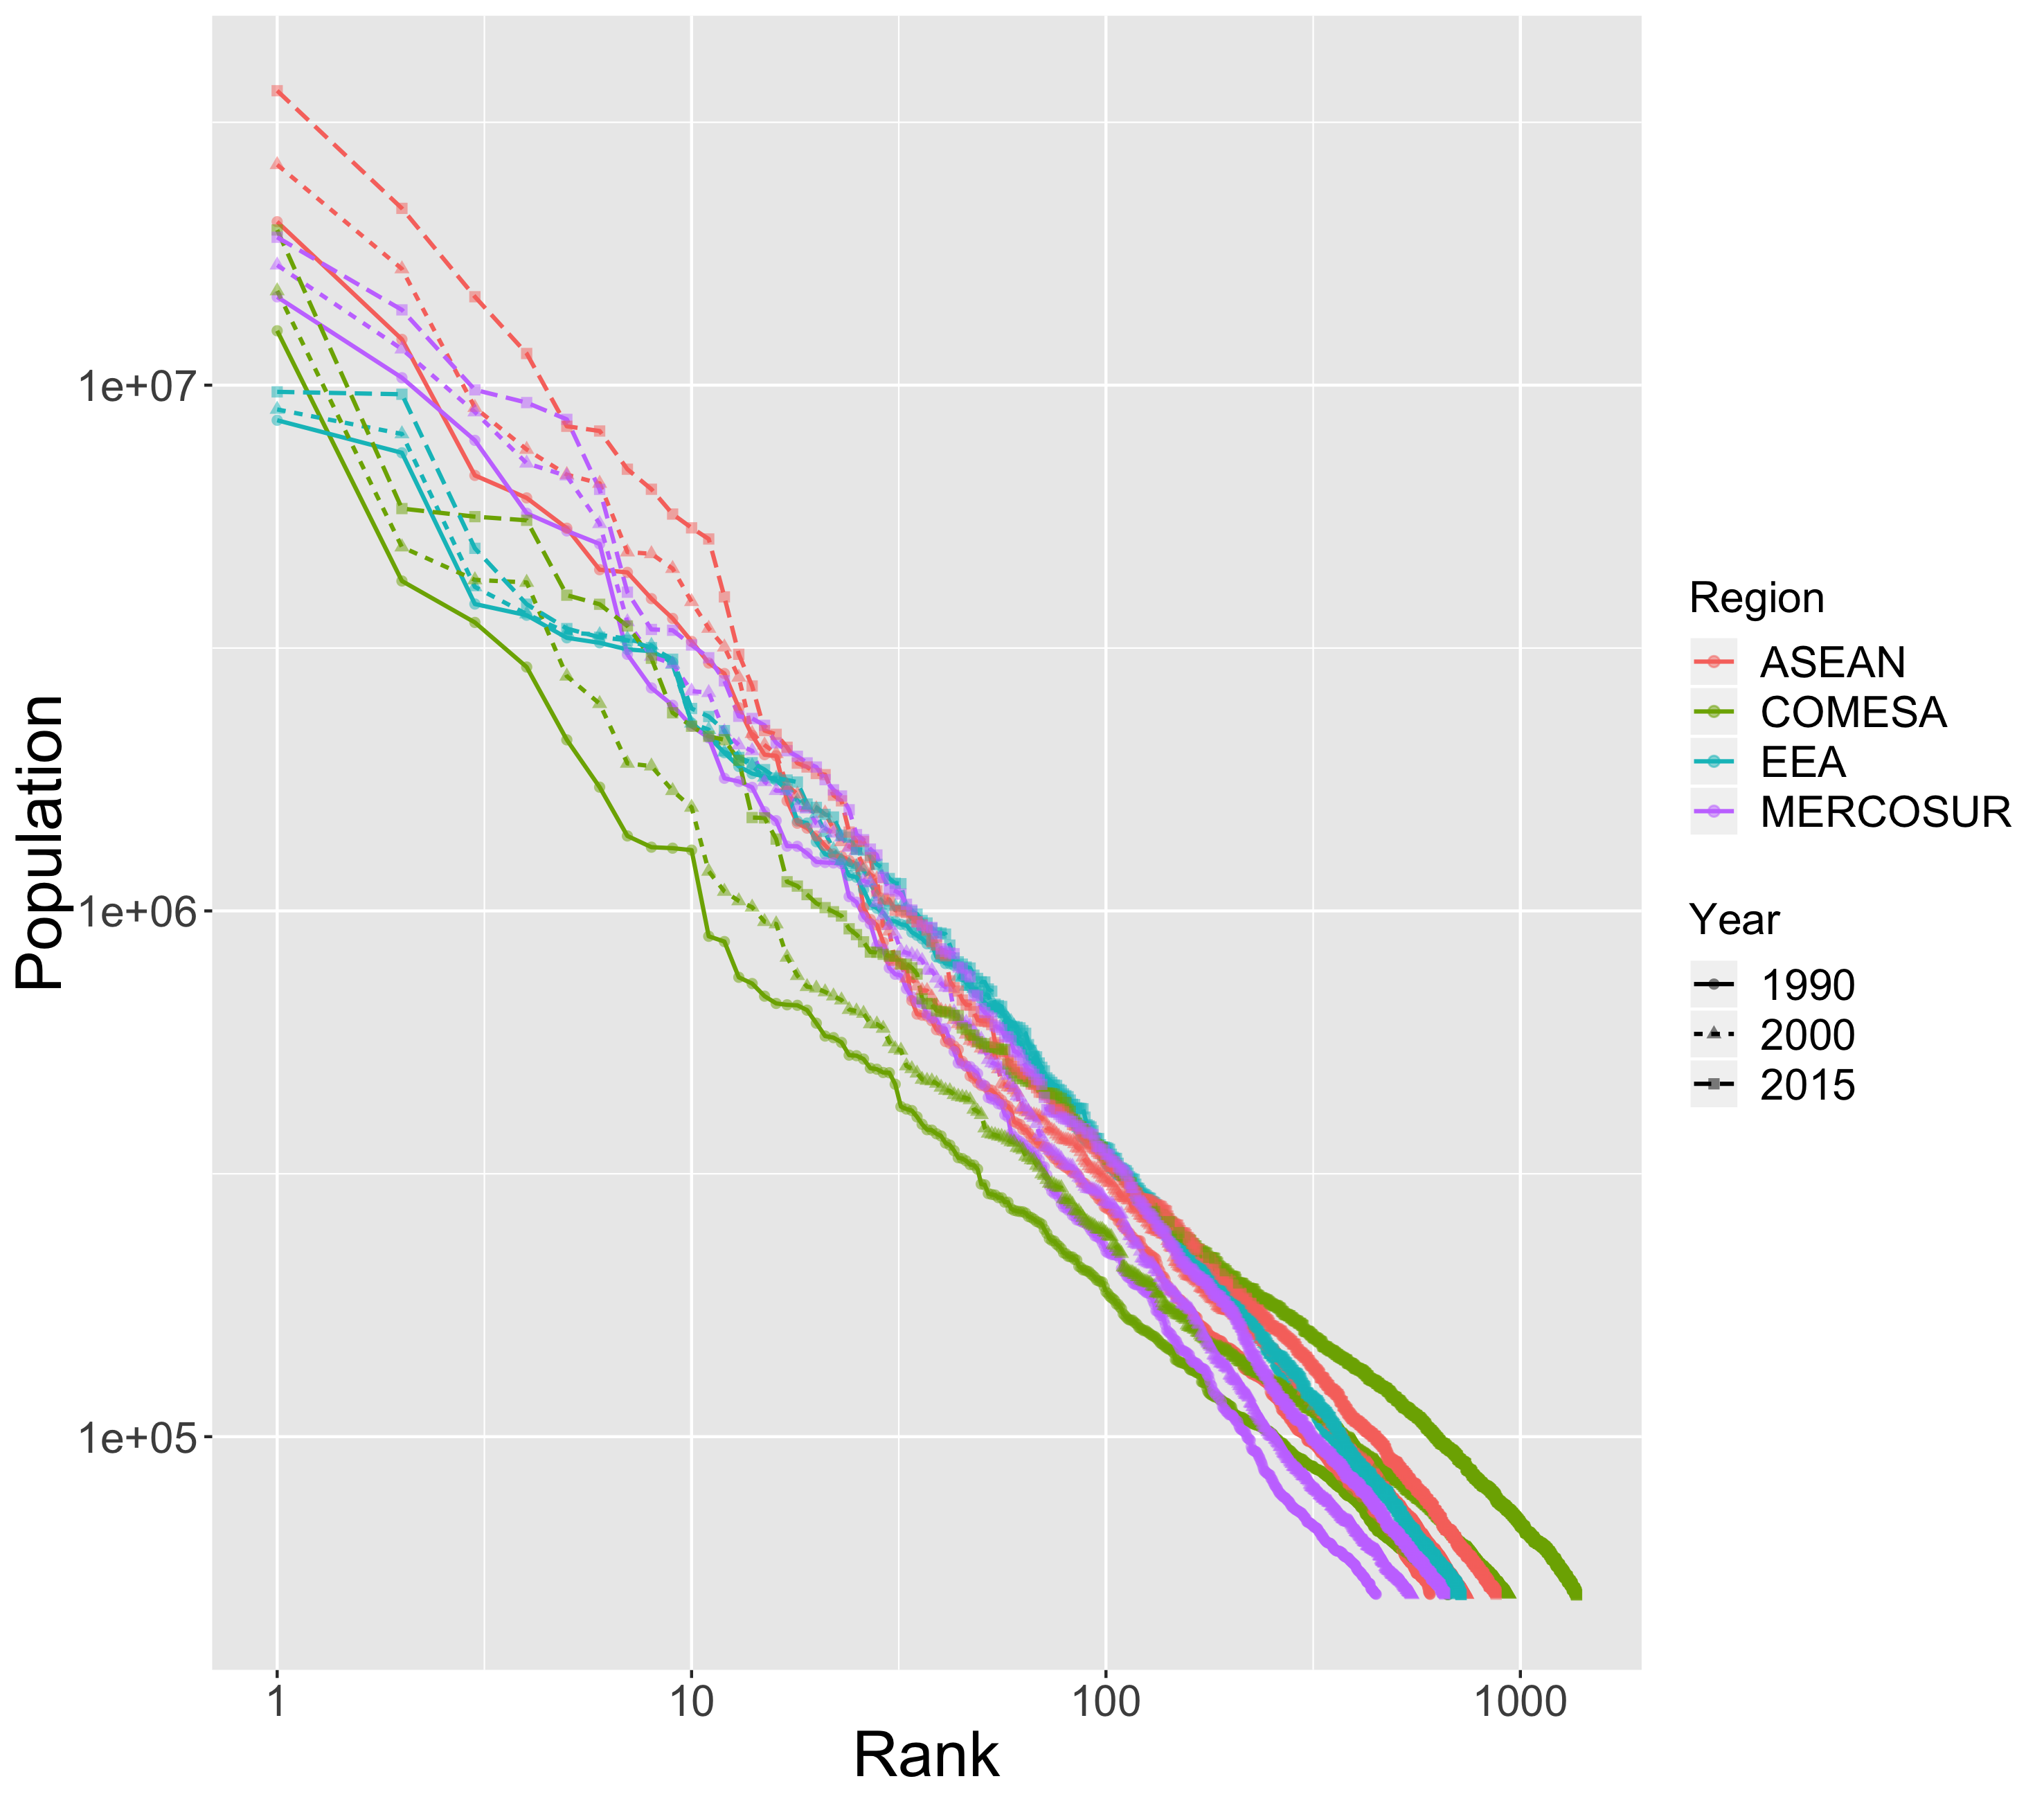 Population
1e+07
1e+06
1e+05
1
10
100
1000
Rank
Region
ASEAN
COMESA
EEA
MERCOSUR
Year
1990
2000
2015